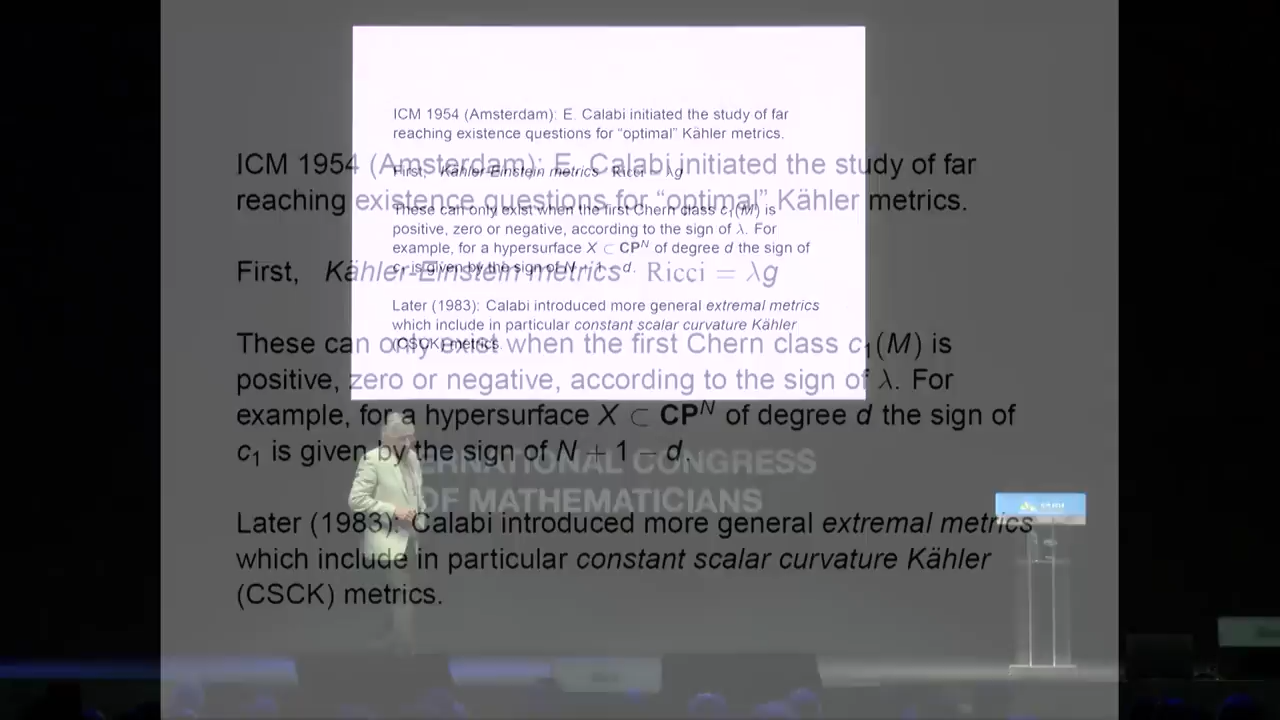 ICM 1954 (Amsterdam): E. Calabi initiated the study of far
reaching existence questions for “optimal” Kähler metrics.
First, Kähler-Einstein metrics Ricci = λg
These can only exist when the first Chern class c₁(M) is
positive, zero or negative, according to the sign of λ. For
example, for a hypersurface X ⊂ CPᴺ of degree d the sign of
c₁ is given by the sign of N + 1 − d.
Later (1983): Calabi introduced more general extremal metrics
which include in particular constant scalar curvature Kähler
(CSCK) metrics.
ICM 1954 (Amsterdam): E. Calabi initiated the study of far
reaching existence questions for “optimal” Kähler metrics.
First, Kähler-Einstein metrics Ricci = λg
These can only exist when the first Chern class c₁(M) is
positive, zero or negative, according to the sign of λ. For
example, for a hypersurface X ⊂ CPᴺ of degree d the sign of
c₁ is given by the sign of N + 1 − d.
Later (1983): Calabi introduced more general extremal metrics
which include in particular constant scalar curvature Kähler
(CSCK) metrics.
CONGRESS
OF MATHEMATICIANS